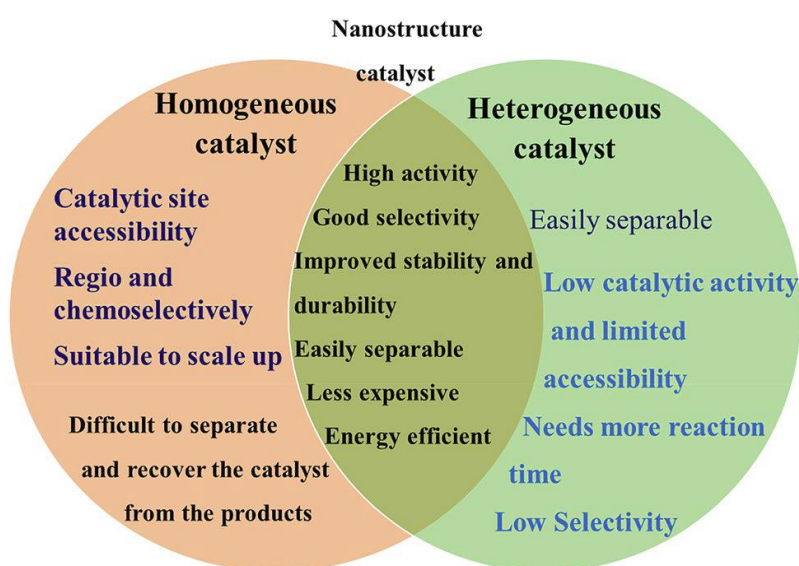 Nanostructure
catalyst
Homogeneous
catalyst
Catalytic site
accessibility
Regio and
chemoselectively
Suitable to scale up
Difficult to separate
and recover the catalyst
from the products
High activity
Good selectivity
Improved stability and
durability
Easily separable
Less expensive
Energy efficient
Heterogeneous
catalyst
Easily separable
Low catalytic activity
and limited
accessibility
Needs more reaction
time
Low Selectivity